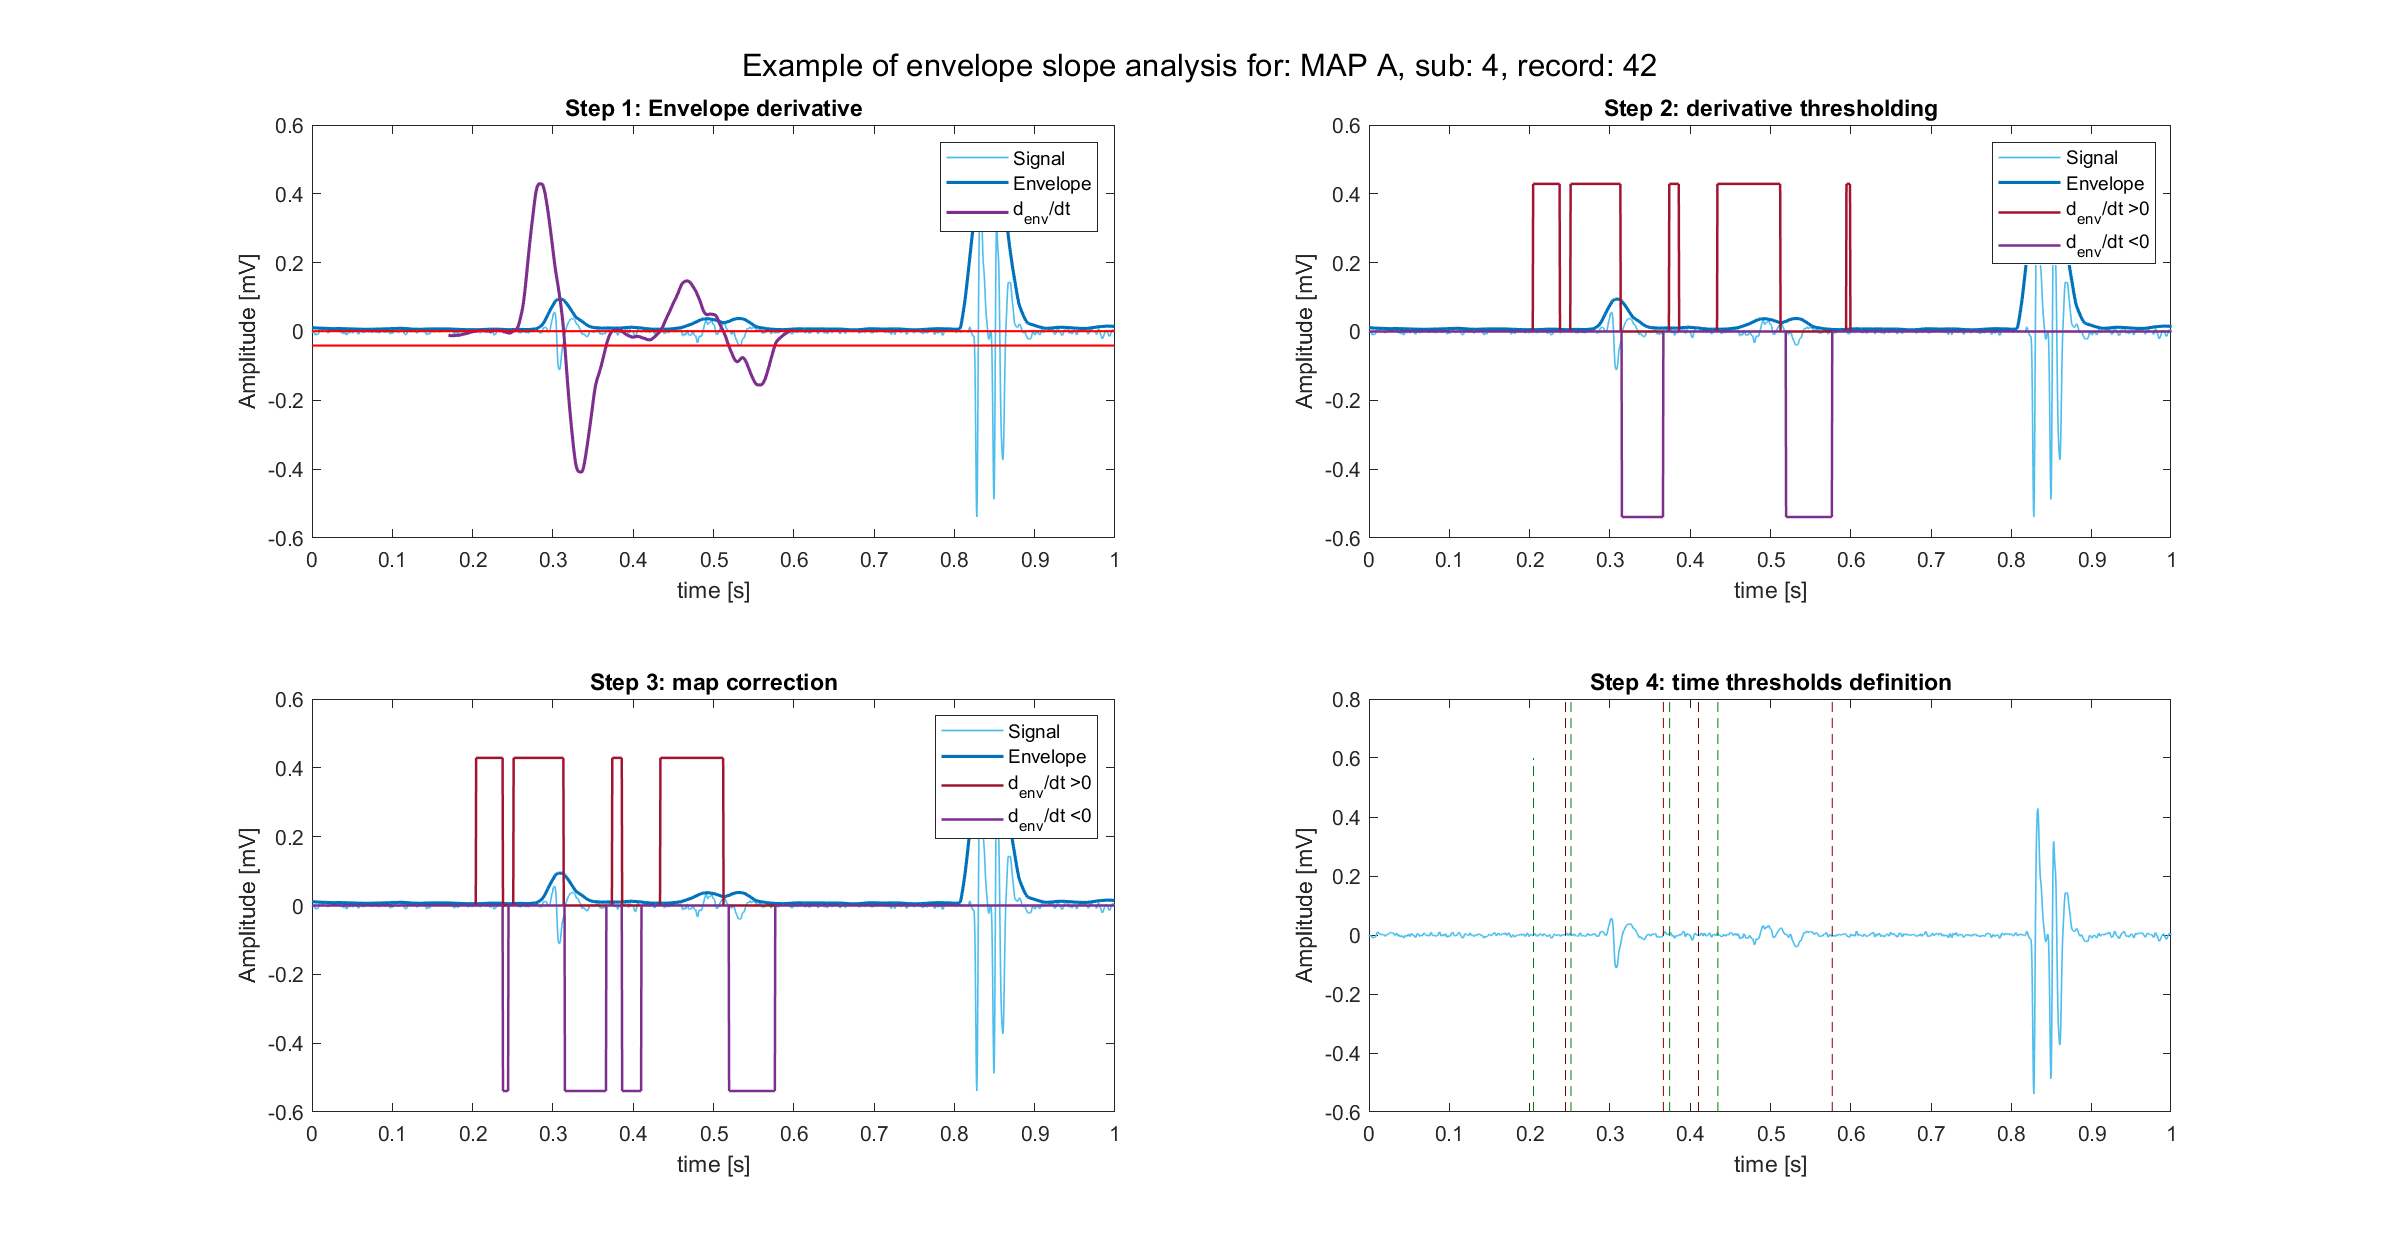 Example of envelope slope analysis for: MAP A, sub: 4, record: 42
Step 1: Envelope derivative
0.6
0.4
0.2
0
-0.2
-0.4
-0.6
Amplitude [mV]
Signal
Envelope
d_env/dt
0 0.1 0.2 0.3 0.4 0.5 0.6 0.7 0.8 0.9 1
time [s]
Step 2: derivative thresholding
0.6
0.4
0.2
0
-0.2
-0.4
-0.6
Amplitude [mV]
Signal
Envelope
d_env/dt >0
d_env/dt <0
0 0.1 0.2 0.3 0.4 0.5 0.6 0.7 0.8 0.9 1
time [s]
Step 3: map correction
0.6
0.4
0.2
0
-0.2
-0.4
-0.6
Amplitude [mV]
Signal
Envelope
d_env/dt >0
d_env/dt <0
0 0.1 0.2 0.3 0.4 0.5 0.6 0.7 0.8 0.9 1
time [s]
Step 4: time thresholds definition
0.8
0.6
0.4
0.2
0
-0.2
-0.4
-0.6
Amplitude [mV]
0 0.1 0.2 0.3 0.4 0.5 0.6 0.7 0.8 0.9 1
time [s]